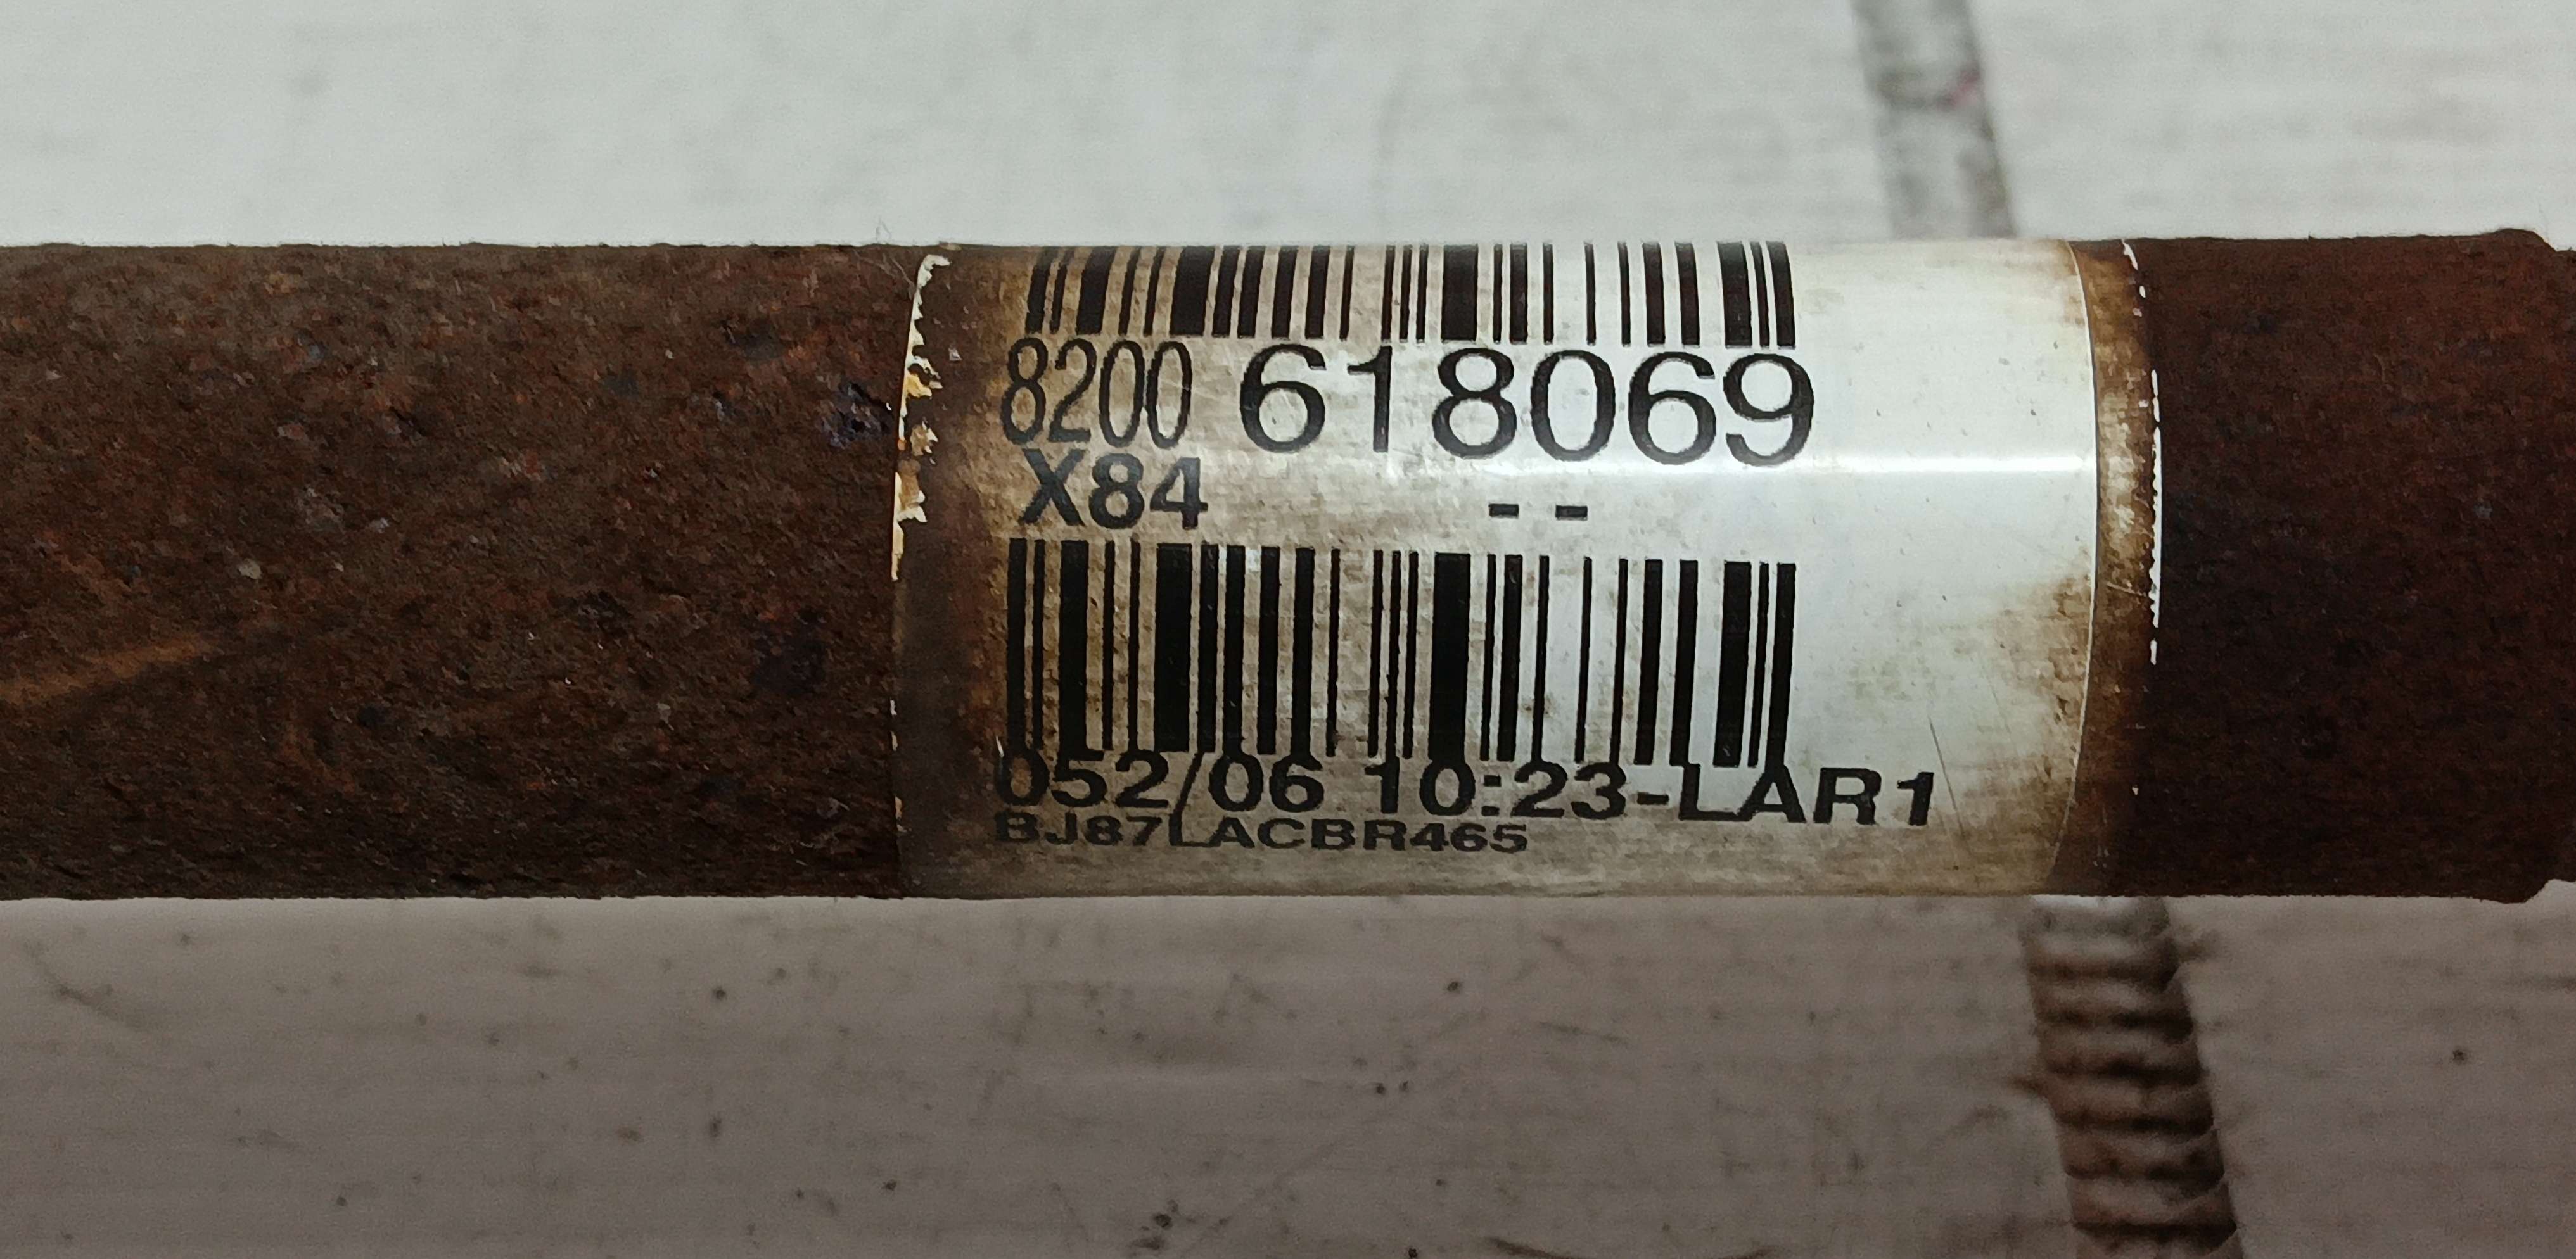 8200 618069
X84 --
052/06 10:23-LAR1
BJ87LACBR465